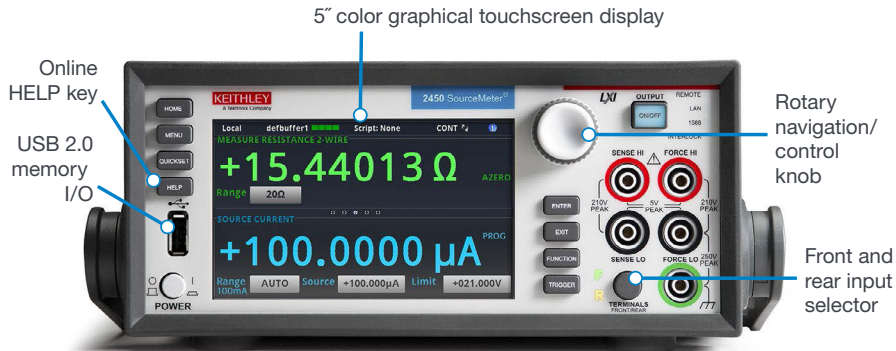 5″ color graphical touchscreen display
Online
HELP key
USB 2.0
memory
I/O
Rotary
navigation/
control
knob
Front and
rear input
selector
HOME
MENU
QUICKSET
HELP
POWER
KEITHLEY
A Tektronix Company
2450 SourceMeter
Local defbuffer1 Script: None CONT
MEASURE RESISTANCE 2-WIRE
+15.44013 Ω AZERO
Range 20Ω
SOURCE CURRENT
+100.0000 µA PROG
Range 100mA AUTO Source +100.000µA Limit +021.000V
LXI
OUTPUT
ON/OFF
REMOTE
LAN
1588
INTERLOCK
ENTER
EXIT
FUNCTION
TRIGGER
SENSE HI FORCE HI
210V PEAK 5V PEAK 210V PEAK
SENSE LO FORCE LO 250V PEAK
F
R
TERMINALS
FRONT/REAR